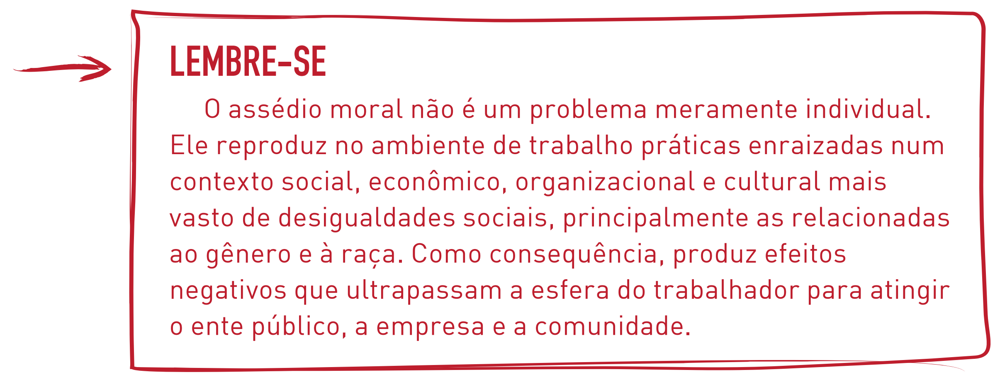 LEMBRE-SE
O assédio moral não é um problema meramente individual.
Ele reproduz no ambiente de trabalho práticas enraizadas num
contexto social, econômico, organizacional e cultural mais
vasto de desigualdades sociais, principalmente as relacionadas
ao gênero e à raça. Como consequência, produz efeitos
negativos que ultrapassam a esfera do trabalhador para atingir
o ente público, a empresa e a comunidade.